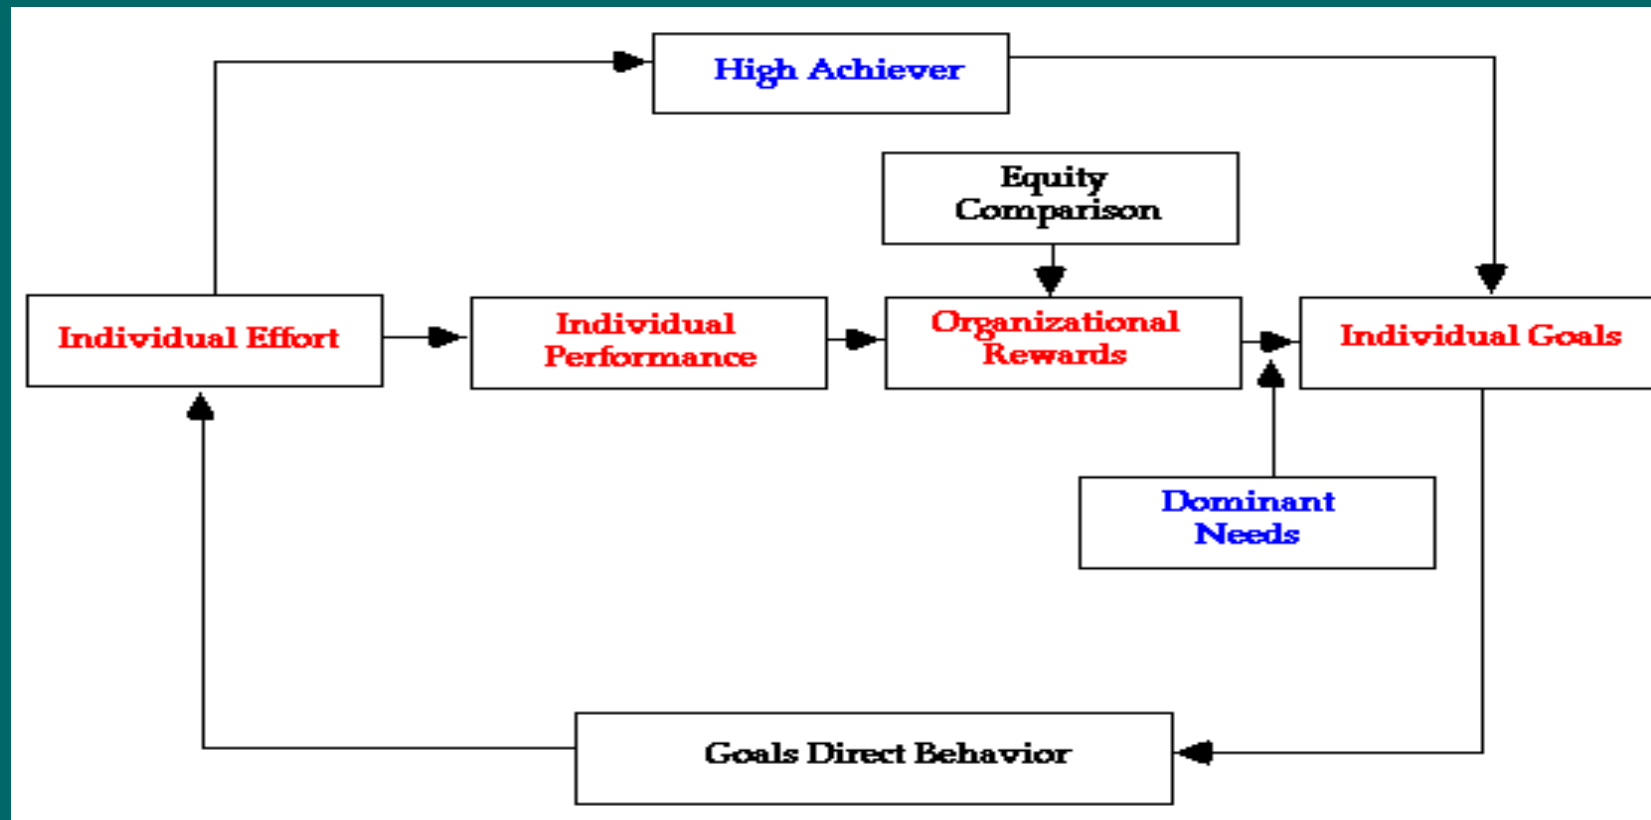 High Achiever
Equity
Comparison
Individual Effort
Individual
Performance
Organizational
Rewards
Individual Goals
Dominant
Needs
Goals Direct Behavior